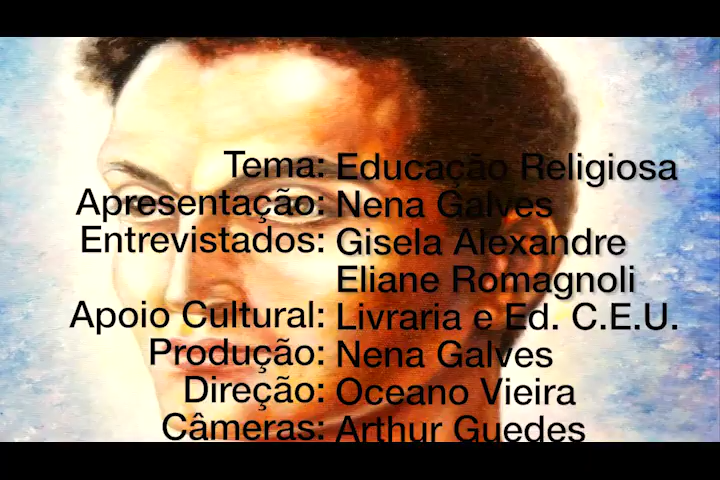 Tema: Educação Religiosa
Apresentação: Nena Galves
Entrevistados: Gisela Alexandre
Eliane Romagnoli
Apoio Cultural: Livraria e Ed. C.E.U.
Produção: Nena Galves
Direção: Oceano Vieira
Câmeras: Arthur Guedes